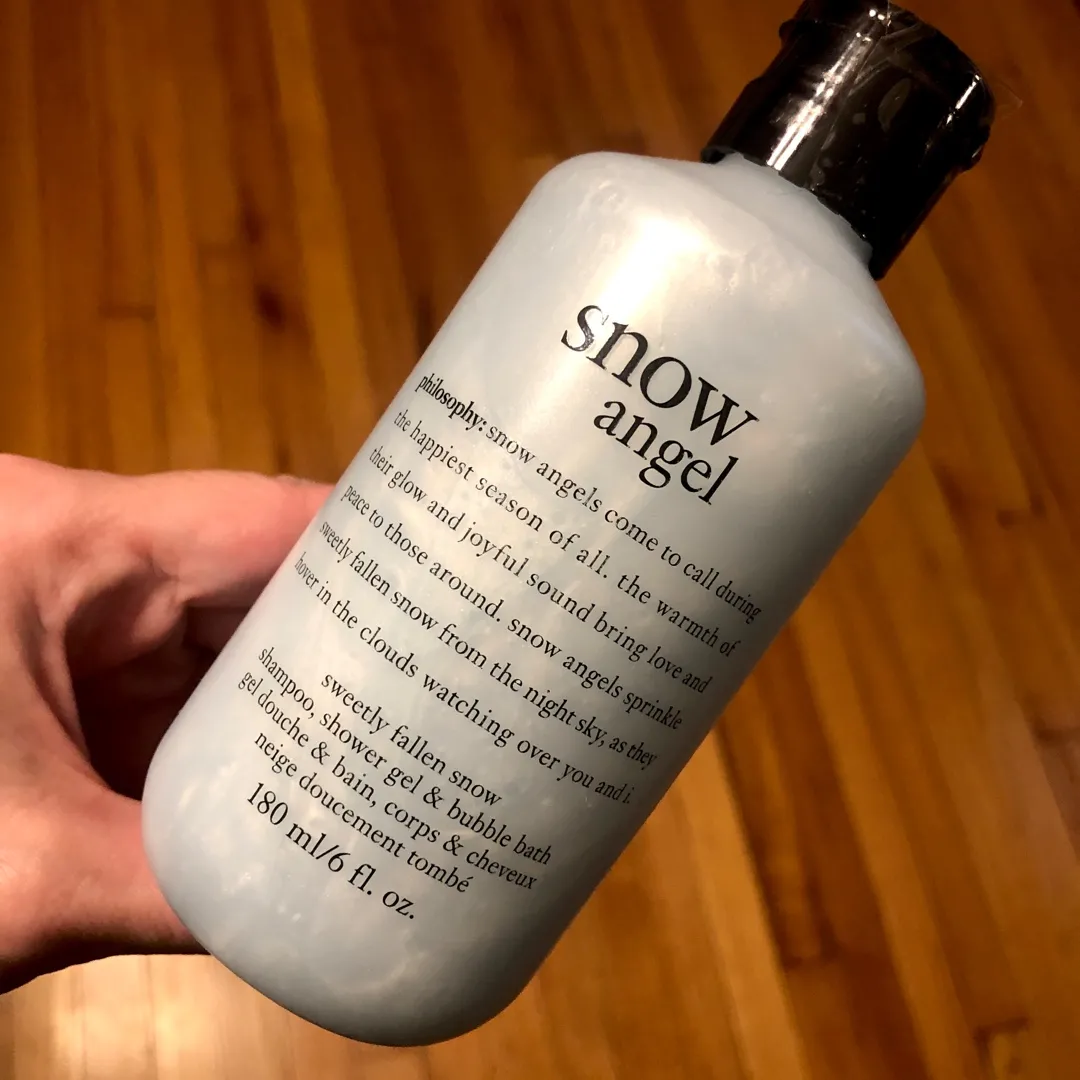 snow
angel
philosophy: snow angels come to call during
the happiest season of all. the warmth of
their glow and joyful sound bring love and
peace to those around. snow angels sprinkle
sweetly fallen snow from the night sky, as they
hover in the clouds watching over you and i.
sweetly fallen snow
shampoo, shower gel & bubble bath
gel douche & bain, corps & cheveux
neige doucement tombé
180 ml/6 fl. oz.